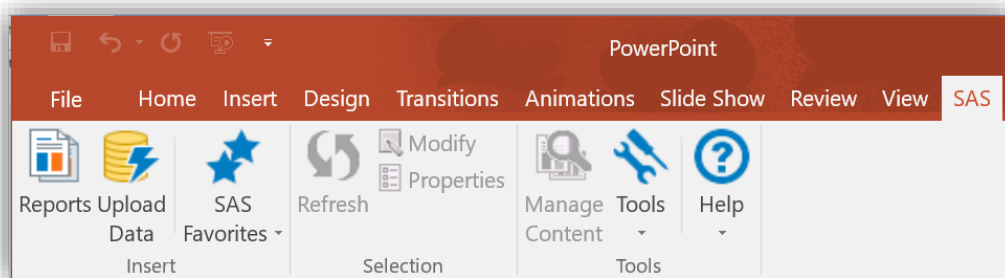 PowerPoint
File Home Insert Design Transitions Animations Slide Show Review View SAS
Reports Upload Data SAS Favorites Refresh Modify Properties Manage Content Tools Help
Insert Selection Tools